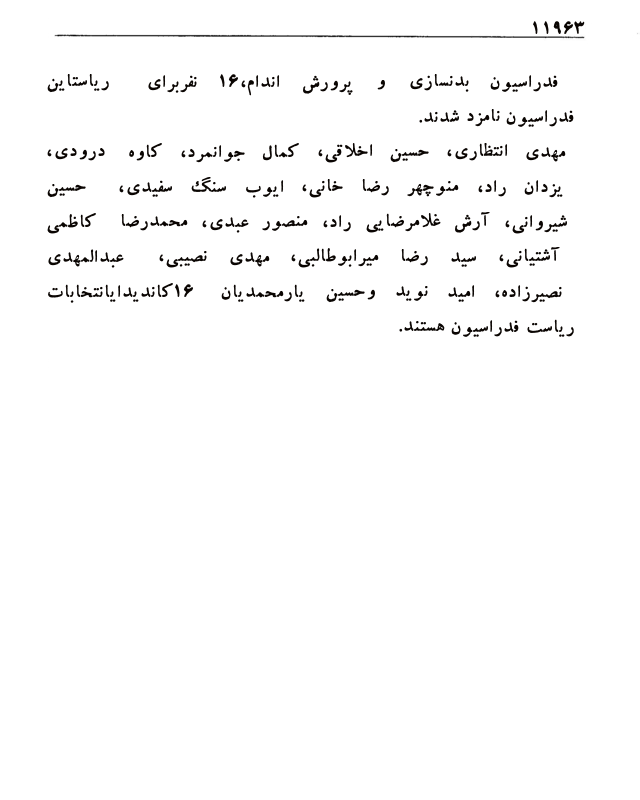 ۱۱۹۶۳
فدراسیون بدنسازی و پرورش اندام،۱۶ نفربرای ریاستاین
فدراسیون نامزد شدند.
مهدی انتظاری، حسین اخلاقی، کمال جوانمرد، کاوه درودی،
یزدان راد، منوچهر رضا خانی، ایوب سنگ سفیدی، حسین
شیروانی، آرش غلامرضایی راد، منصور عبدی، محمدرضا کاظمی
آشتیانی، سید رضا میرابوطالبی، مهدی نصیبی، عبدالمهدی
نصیرزاده، امید نوید وحسین یارمحمدیان ۱۶کاندیدایانتخابات
ریاست فدراسیون هستند.